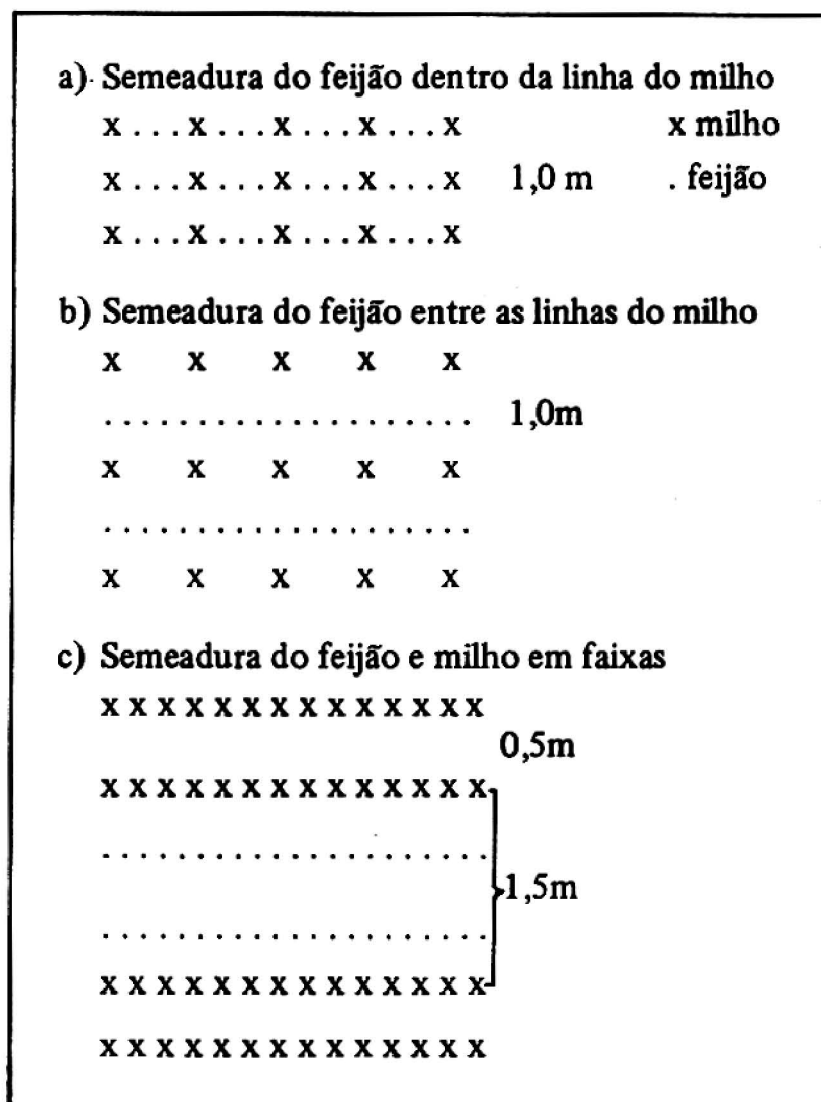 a) Semeadura do feijão dentro da linha do milho
x . . . x . . . x . . . x . . . x x milho
x . . . x . . . x . . . x . . . x 1,0 m . feijão
x . . . x . . . x . . . x . . . x
b) Semeadura do feijão entre as linhas do milho
x x x x x
. . . . . . . . . . . . . . . . . . . . 1,0m
x x x x x
. . . . . . . . . . . . . . . . . . . .
x x x x x
c) Semeadura do feijão e milho em faixas
x x x x x x x x x x x x x x
0,5m
x x x x x x x x x x x x x x
. . . . . . . . . . . . . . . . . . . . .
1,5m
. . . . . . . . . . . . . . . . . . . . .
x x x x x x x x x x x x x x
x x x x x x x x x x x x x x